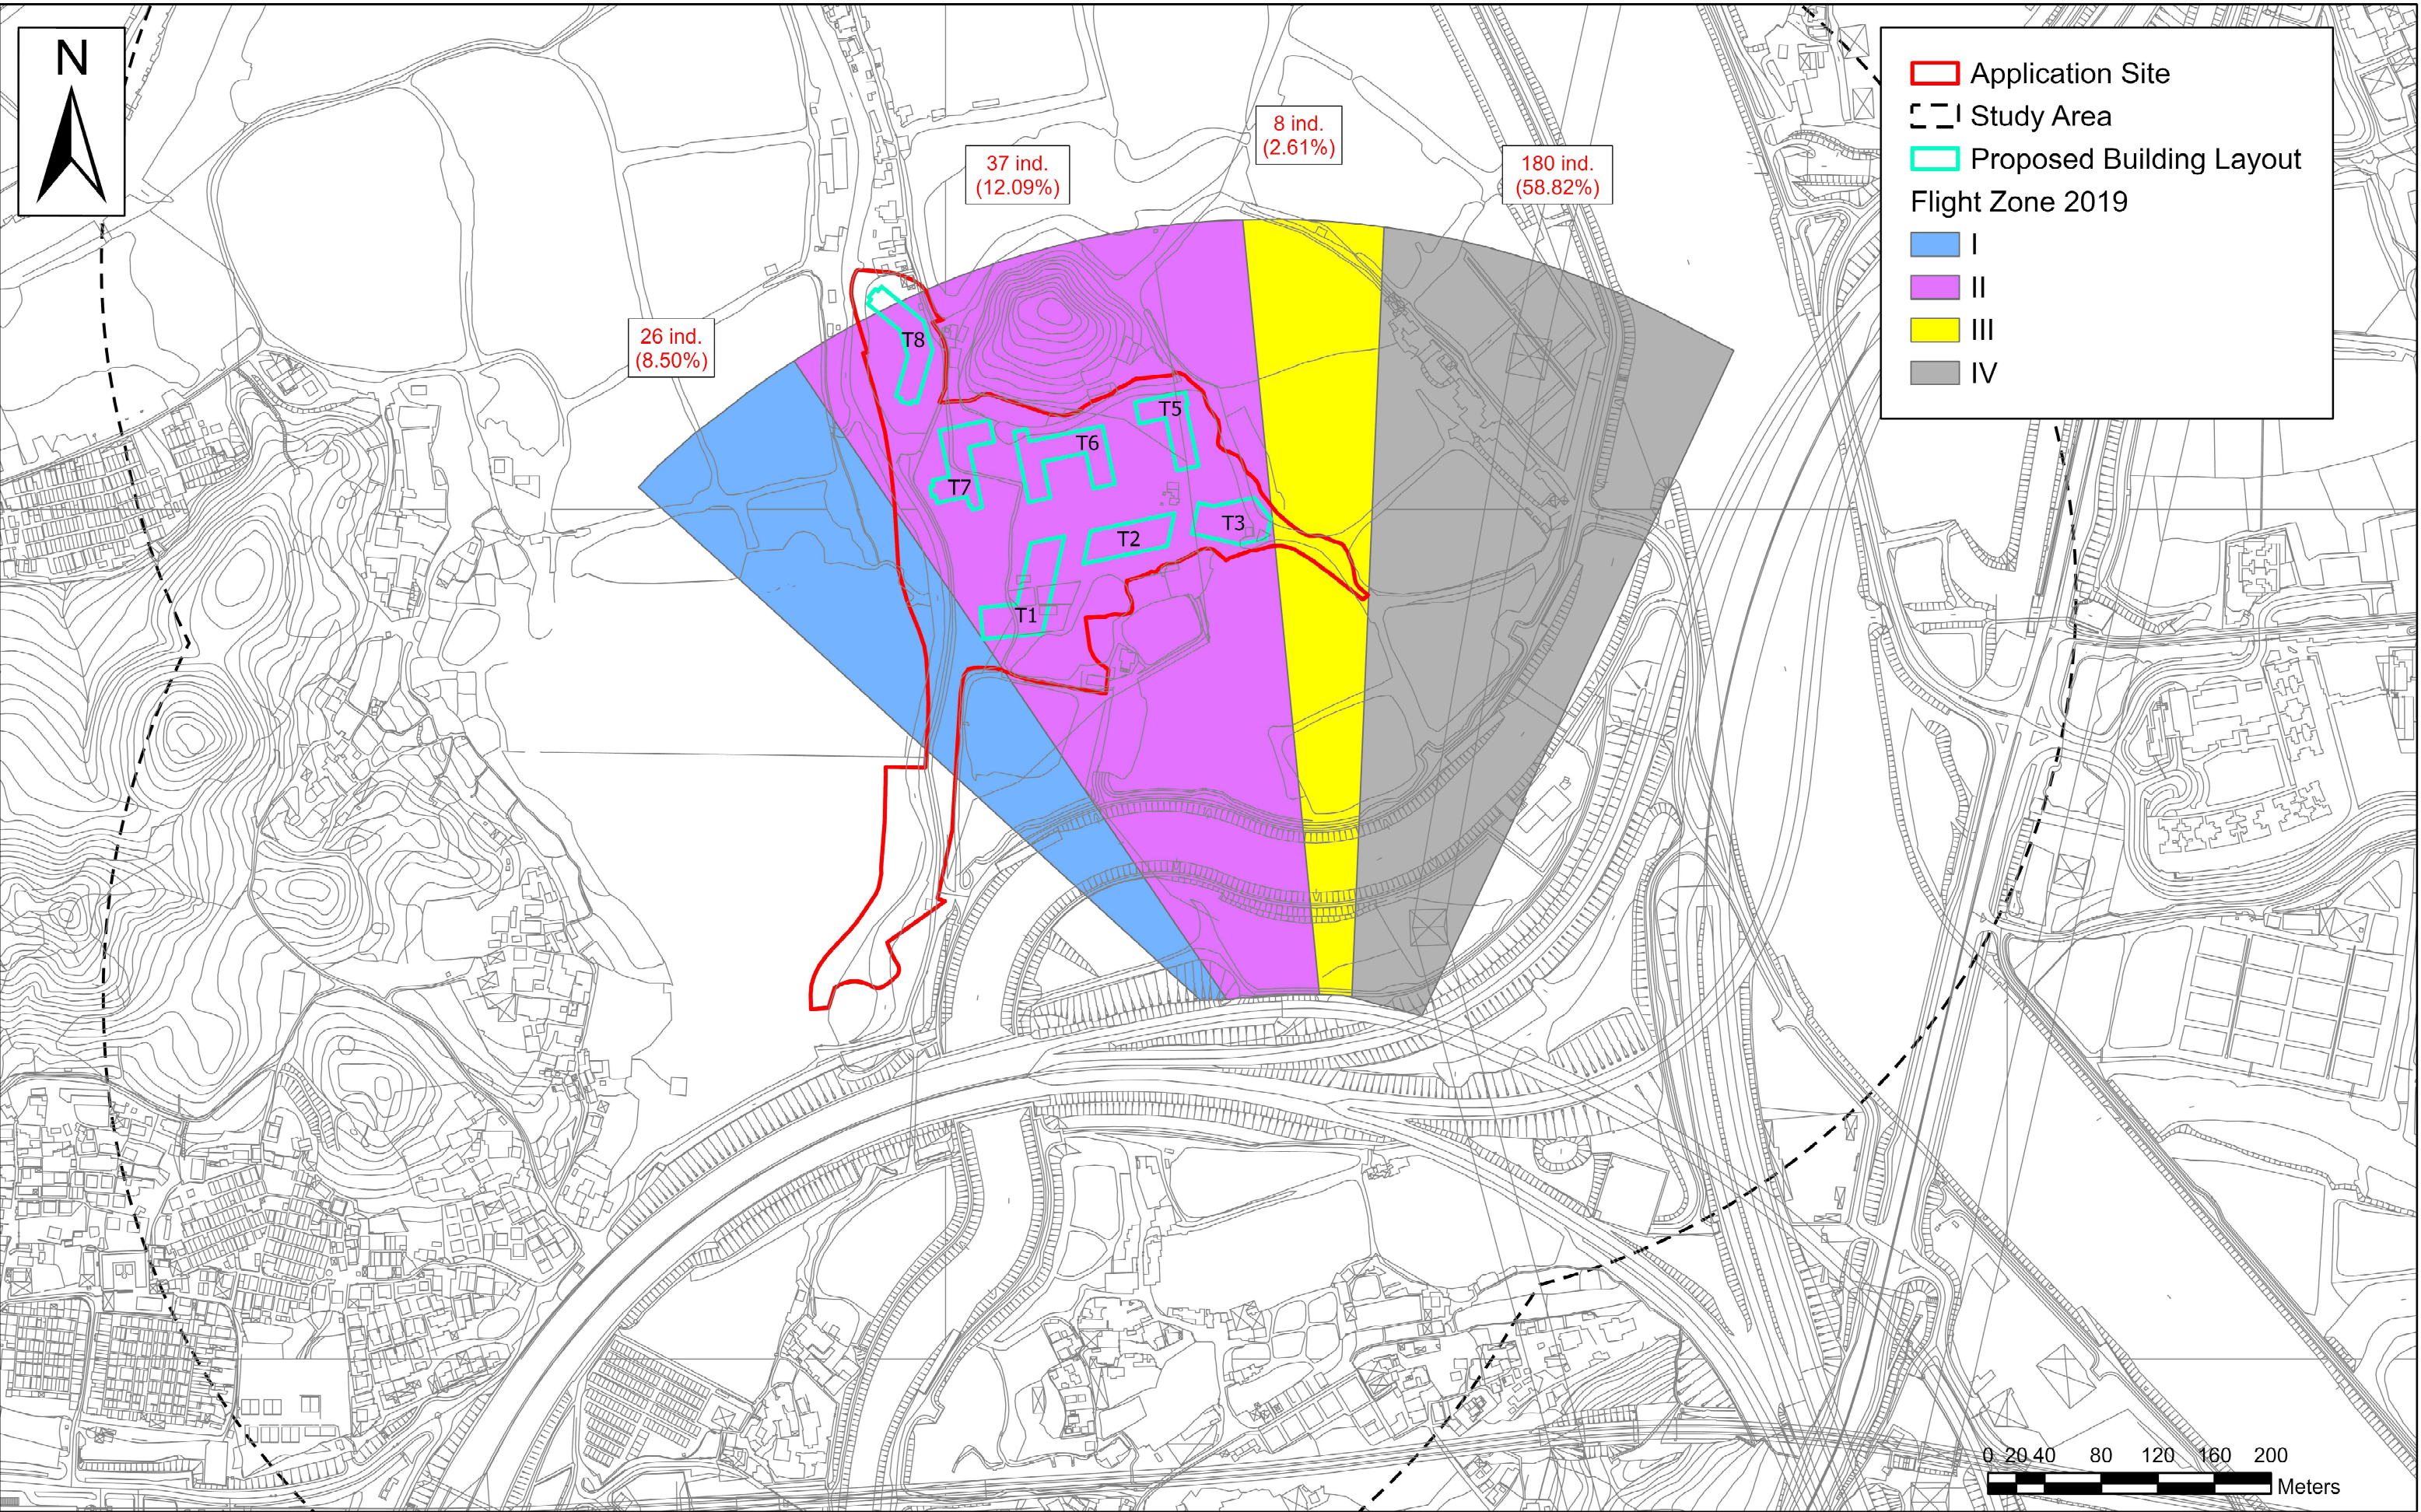 N
Application Site
Study Area
Proposed Building Layout
Flight Zone 2019
I
II
III
IV
8 ind.
(2.61%)
37 ind.
(12.09%)
180 ind.
(58.82%)
26 ind.
(8.50%)
T8
T5
T6
T7
T3
T2
T1
0 20 40 80 120 160 200
Meters